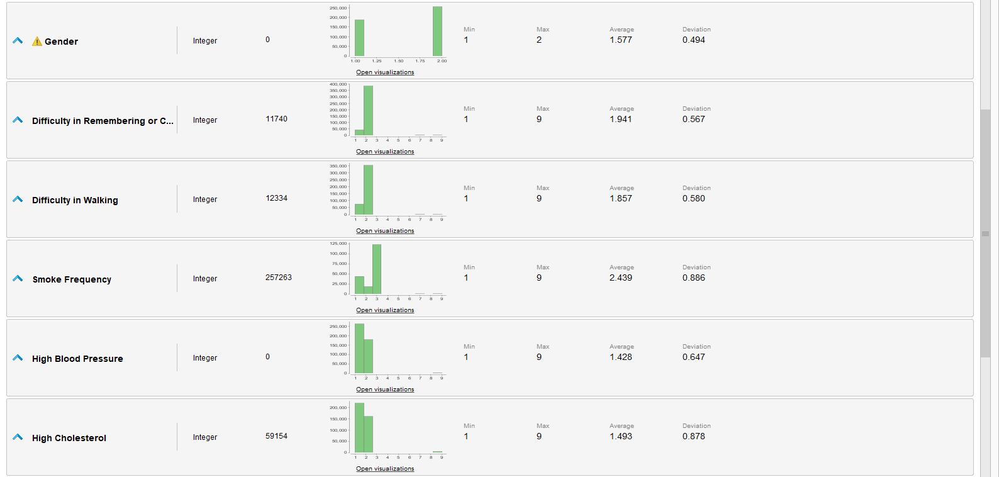 Gender
Integer
0
250,000
200,000
150,000
100,000
50,000
0
1.00 1.25 1.50 1.75 2.00
Open visualizations
Min Max Average Deviation
1 2 1.577 0.494
Difficulty in Remembering or C...
Integer
11740
400,000
350,000
300,000
250,000
200,000
150,000
100,000
50,000
0
1 2 3 4 5 6 7 8 9
Open visualizations
Min Max Average Deviation
1 9 1.941 0.567
Difficulty in Walking
Integer
12334
350,000
300,000
250,000
200,000
150,000
100,000
50,000
0
1 2 3 4 5 6 7 8 9
Open visualizations
Min Max Average Deviation
1 9 1.857 0.580
Smoke Frequency
Integer
257263
125,000
100,000
75,000
50,000
25,000
0
1 2 3 4 5 6 7 8 9
Open visualizations
Min Max Average Deviation
1 9 2.439 0.886
High Blood Pressure
Integer
0
250,000
200,000
150,000
100,000
50,000
0
1 2 3 4 5 6 7 8 9
Open visualizations
Min Max Average Deviation
1 9 1.428 0.647
High Cholesterol
Integer
59154
200,000
150,000
100,000
50,000
0
1 2 3 4 5 6 7 8 9
Open visualizations
Min Max Average Deviation
1 9 1.493 0.878